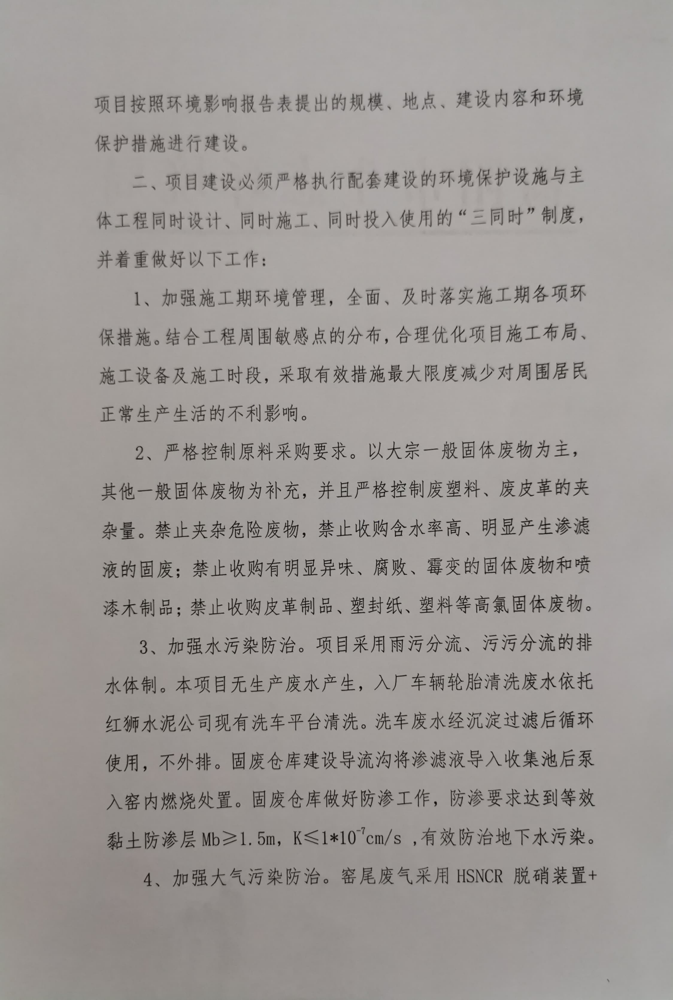 项目按照环境影响报告表提出的规模、地点、建设内容和环境
保护措施进行建设。
二、项目建设必须严格执行配套建设的环境保护设施与主
体工程同时设计、同时施工、同时投入使用的“三同时”制度，
并着重做好以下工作：
1、加强施工期环境管理，全面、及时落实施工期各项环
保措施。结合工程周围敏感点的分布，合理优化项目施工布局、
施工设备及施工时段，采取有效措施最大限度减少对周围居民
正常生产生活的不利影响。
2、严格控制原料采购要求。以大宗一般固体废物为主，
其他一般固体废物为补充，并且严格控制废塑料、废皮革的夹
杂量。禁止夹杂危险废物，禁止收购含水率高、明显产生渗滤
液的固废；禁止收购有明显异味、腐败、霉变的固体废物和喷
漆木制品；禁止收购皮革制品、塑封纸、塑料等高氯固体废物。
3、加强水污染防治。项目采用雨污分流、污污分流的排
水体制。本项目无生产废水产生，入厂车辆轮胎清洗废水依托
红狮水泥公司现有洗车平台清洗。洗车废水经沉淀过滤后循环
使用，不外排。固废仓库建设导流沟将渗滤液导入收集池后泵
入窑内燃烧处置。固废仓库做好防渗工作，防渗要求达到等效
黏土防渗层 Mb≥1.5m，K≤1*10⁻⁷cm/s ,有效防治地下水污染。
4、加强大气污染防治。窑尾废气采用 HSNCR 脱硝装置+